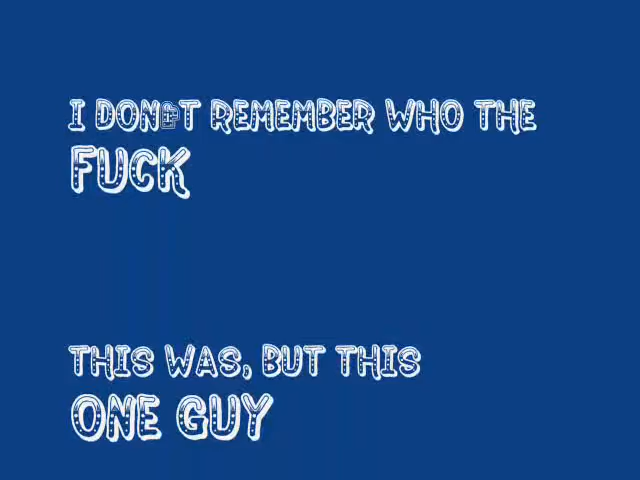 I DON@T REMEMBER WHO THE
FUCK
THIS WAS, BUT THIS
ONE GUY